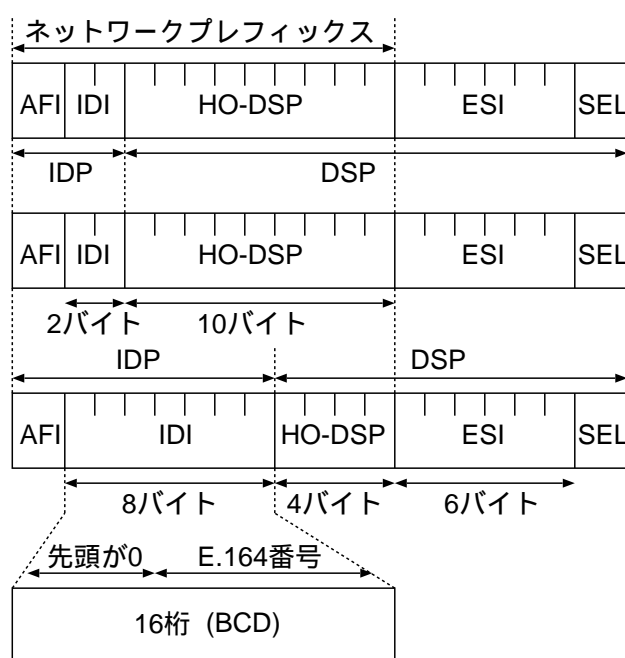 ネットワークプレフィックス
AFI IDI HO-DSP ESI SEL
IDP DSP
AFI IDI HO-DSP ESI SEL
2バイト 10バイト
IDP DSP
AFI IDI HO-DSP ESI SEL
8バイト 4バイト 6バイト
先頭が0 E.164番号
16桁 (BCD)